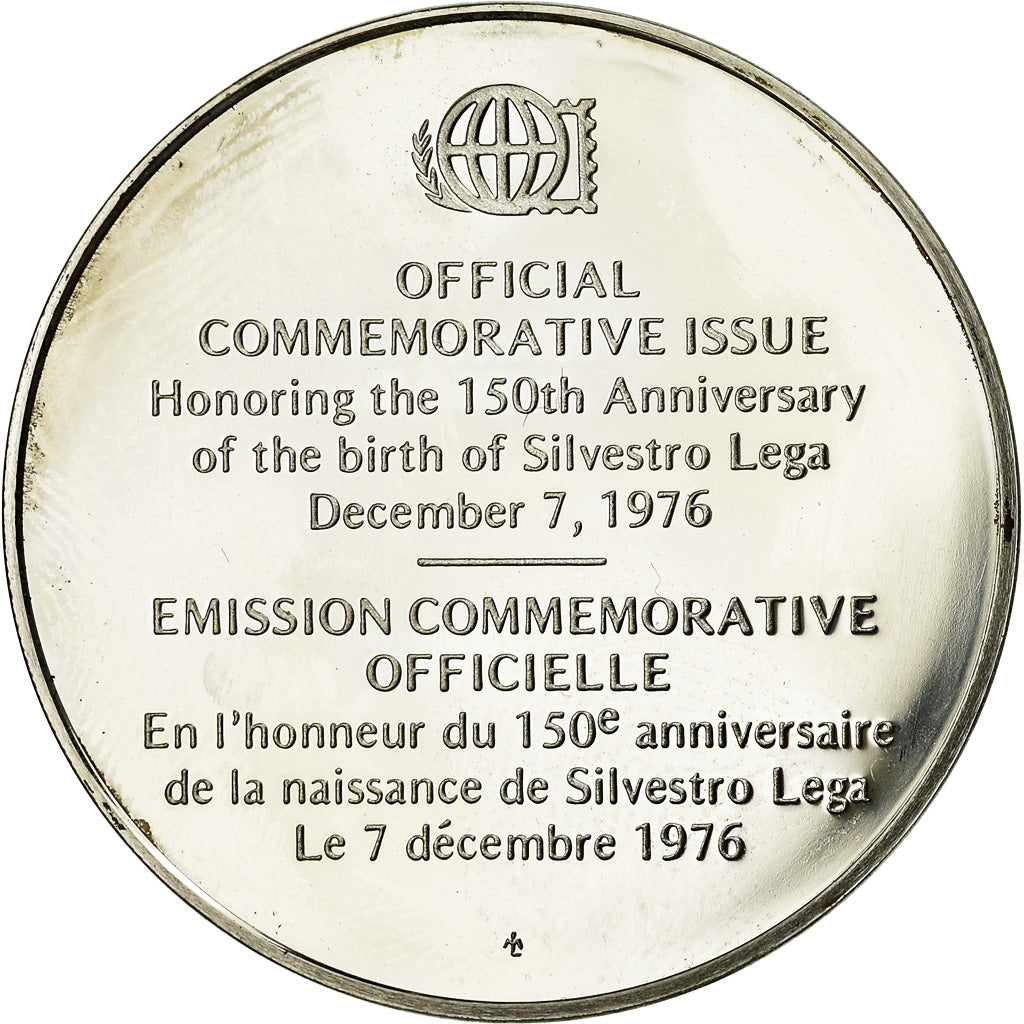 OFFICIAL
COMMEMORATIVE ISSUE
Honoring the 150th Anniversary
of the birth of Silvestro Lega
December 7, 1976
EMISSION COMMEMORATIVE
OFFICIELLE
En l'honneur du 150e anniversaire
de la naissance de Silvestro Lega
Le 7 décembre 1976